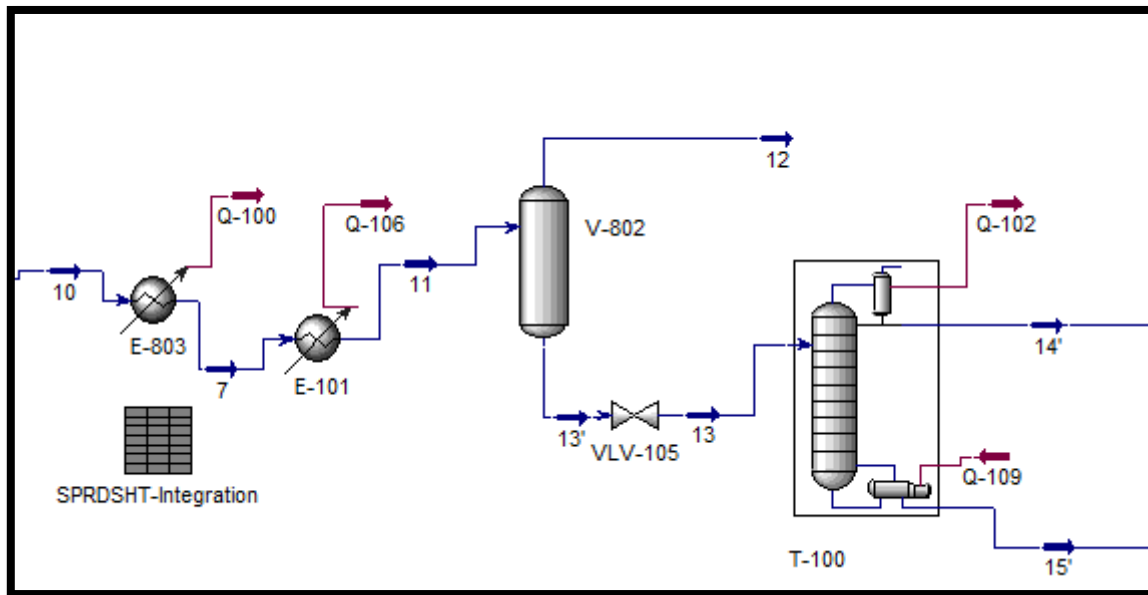 12
Q-100
Q-106
Q-102
V-802
10
11
E-803
7
E-101
14'
13'
13
VLV-105
Q-109
SPRDSHT-Integration
T-100
15'